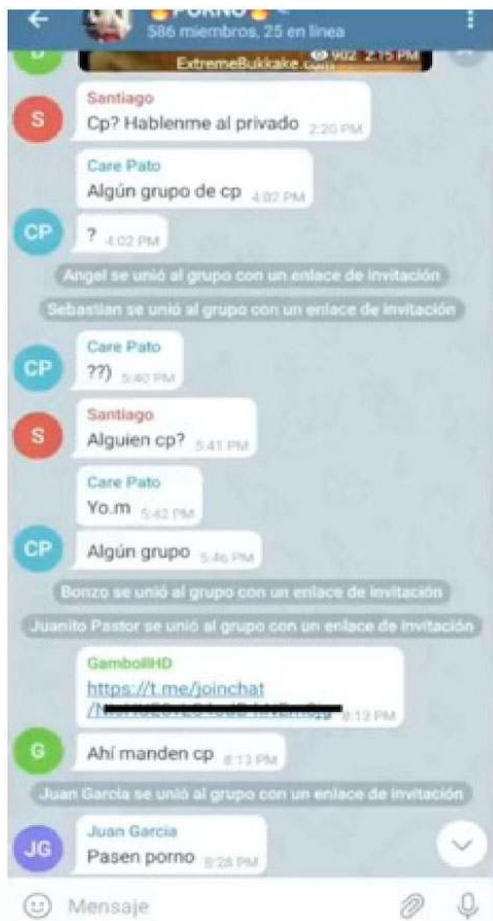 PORNO
586 miembros, 25 en línea
ExtremeBukkake.com
902 2:15 PM
S
Santiago
Cp? Hablenme al privado 2:20 PM
Care Pato
Algún grupo de cp 4:02 PM
CP
? 4:02 PM
Angel se unió al grupo con un enlace de invitación
Sebastian se unió al grupo con un enlace de invitación
CP
Care Pato
??) 5:40 PM
S
Santiago
Alguien cp? 5:41 PM
Care Pato
Yo.m 5:42 PM
CP
Algún grupo 5:46 PM
Bonzo se unió al grupo con un enlace de invitación
Juanito Pastor se unió al grupo con un enlace de invitación
GambollHD
https://t.me/joinchat
8:13 PM
G
Ahí manden cp 8:13 PM
Juan Garcia se unió al grupo con un enlace de invitación
JG
Juan Garcia
Pasen porno 8:28 PM
Mensaje